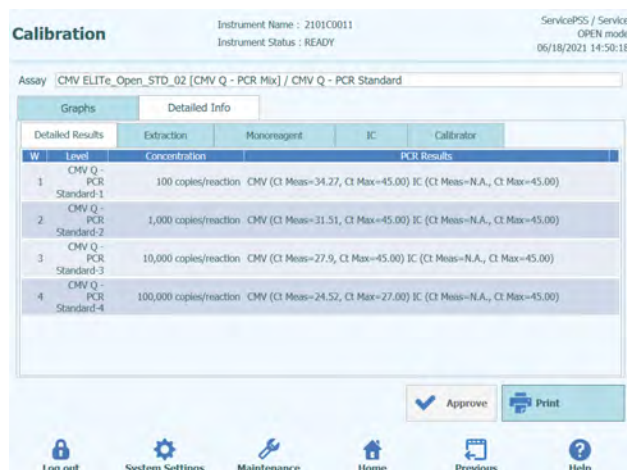 Calibration
Instrument Name : 2101C0011
Instrument Status : READY
ServicePSS / Service
OPEN mode
06/18/2021 14:50:18
Assay CMV ELITe_Open_STD_02 [CMV Q - PCR Mix] / CMV Q - PCR Standard
Graphs Detailed Info
Detailed Results Extraction Monoreagent IC Calibrator
W Level Concentration PCR Results
1 CMV Q - PCR Standard-1 100 copies/reaction CMV (Ct Meas=34.27, Ct Max=45.00) IC (Ct Meas=N.A., Ct Max=45.00)
2 CMV Q - PCR Standard-2 1,000 copies/reaction CMV (Ct Meas=31.51, Ct Max=45.00) IC (Ct Meas=N.A., Ct Max=45.00)
3 CMV Q - PCR Standard-3 10,000 copies/reaction CMV (Ct Meas=27.9, Ct Max=45.00) IC (Ct Meas=N.A., Ct Max=45.00)
4 CMV Q - PCR Standard-4 100,000 copies/reaction CMV (Ct Meas=24.52, Ct Max=27.00) IC (Ct Meas=N.A., Ct Max=45.00)
Approve Print
Log out System Settings Maintenance Home Previous Help